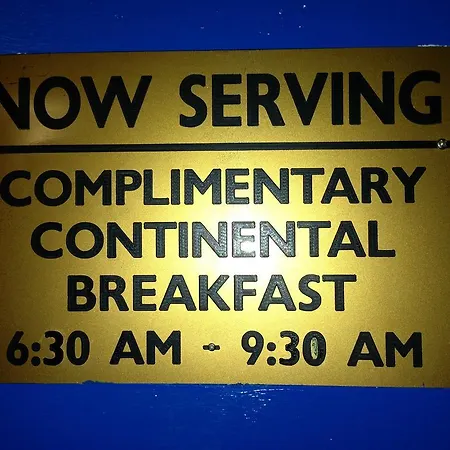 NOW SERVING
COMPLIMENTARY
CONTINENTAL
BREAKFAST
6:30 AM - 9:30 AM